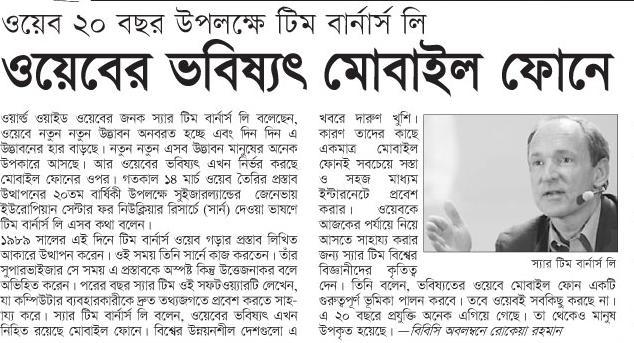 ওয়েব ২০ বছর উপলক্ষে টিম বার্নার্স লি
ওয়েবের ভবিষ্যৎ মোবাইল ফোনে
ওয়ার্ল্ড ওয়াইড ওয়েবের জনক স্যার টিম বার্নার্স লি বলেছেন,
ওয়েবে নতুন নতুন উদ্ভাবন অনবরত হচ্ছে এবং দিন দিন এ
উদ্ভাবনের হার বাড়ছে। নতুন নতুন এসব উদ্ভাবন মানুষের অনেক
উপকারে আসছে। আর ওয়েবের ভবিষ্যৎ এখন নির্ভর করছে
মোবাইল ফোনের ওপর। গতকাল ১৪ মার্চ ওয়েব তৈরির প্রস্তাব
উত্থাপনের ২০তম বার্ষিকী উপলক্ষে সুইজারল্যান্ডের জেনেভায়
ইউরোপিয়ান সেন্টার ফর নিউক্লিয়ার রিসার্চে (সার্ন) দেওয়া ভাষণে
টিম বার্নার্স লি এসব কথা বলেন।
১৯৮৯ সালের এই দিনে টিম বার্নার্স ওয়েব গড়ার প্রস্তাব লিখিত
আকারে উত্থাপন করেন। ওই সময় তিনি সার্নে কাজ করতেন। তাঁর
সুপারভাইজার সে সময় এ প্রস্তাবকে অস্পষ্ট কিন্তু উত্তেজনাকর বলে
অভিহিত করেন। পরের বছর স্যার টিম ওই সফটওয়্যারটি লেখেন,
যা কম্পিউটার ব্যবহারকারীকে দ্রুত তথ্যজগতে প্রবেশ করতে সাহা-
য্য করে। স্যার টিম বার্নার্স লি বলেন, ওয়েবের ভবিষ্যৎ এখন
নিহিত রয়েছে মোবাইল ফোনে। বিশ্বের উন্নয়নশীল দেশগুলো এ
খবরে দারুণ খুশি।
কারণ তাদের কাছে
একমাত্র মোবাইল
ফোনই সবচেয়ে সস্তা
ও সহজ মাধ্যম
ইন্টারনেটে প্রবেশ
করার। ওয়েবকে
আজকের পর্যায়ে নিয়ে
আসতে সাহায্য করার
জন্য স্যার টিম বিশ্বের
বিজ্ঞানীদের কৃতিত্ব
দেন। তিনি বলেন, ভবিষ্যতের ওয়েবে মোবাইল ফোন একটি
গুরুত্বপূর্ণ ভূমিকা পালন করবে। তবে ওয়েবই সবকিছু করছে না।
এ ২০ বছরে প্রযুক্তি অনেক এগিয়ে গেছে। তা থেকেও মানুষ
উপকৃত হয়েছে। —বিবিসি অবলম্বনে রোকেয়া রহমান
স্যার টিম বার্নার্স লি